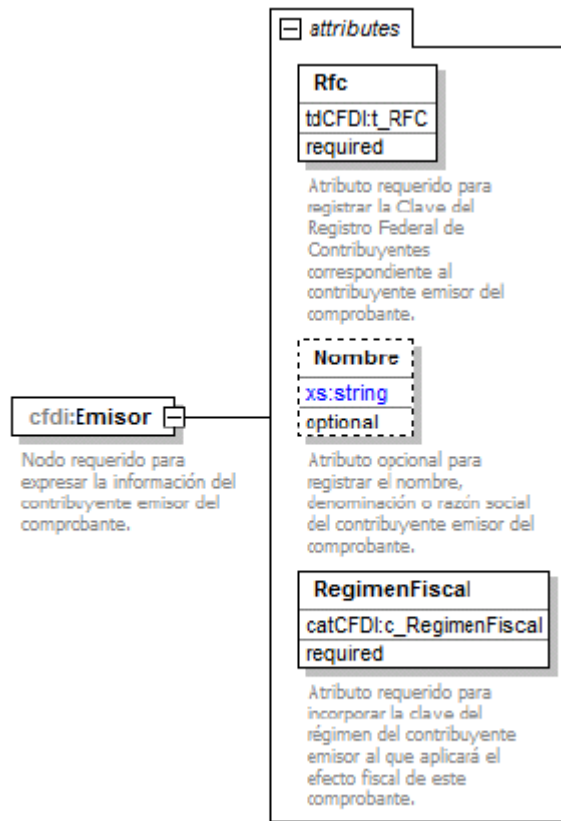 attributes
Rfc
tdCFDI:t_RFC
required
Atributo requerido para
registrar la Clave del
Registro Federal de
Contribuyentes
correspondiente al
contribuyente emisor del
comprobante.
Nombre
xs:string
optional
Atributo opcional para
registrar el nombre,
denominación o razón social
del contribuyente emisor del
comprobante.
cfdi:Emisor
Nodo requerido para
expresar la información del
contribuyente emisor del
comprobante.
RegimenFiscal
catCFDI:c_RegimenFiscal
required
Atributo requerido para
incorporar la clave del
régimen del contribuyente
emisor al que aplicará el
efecto fiscal de este
comprobante.